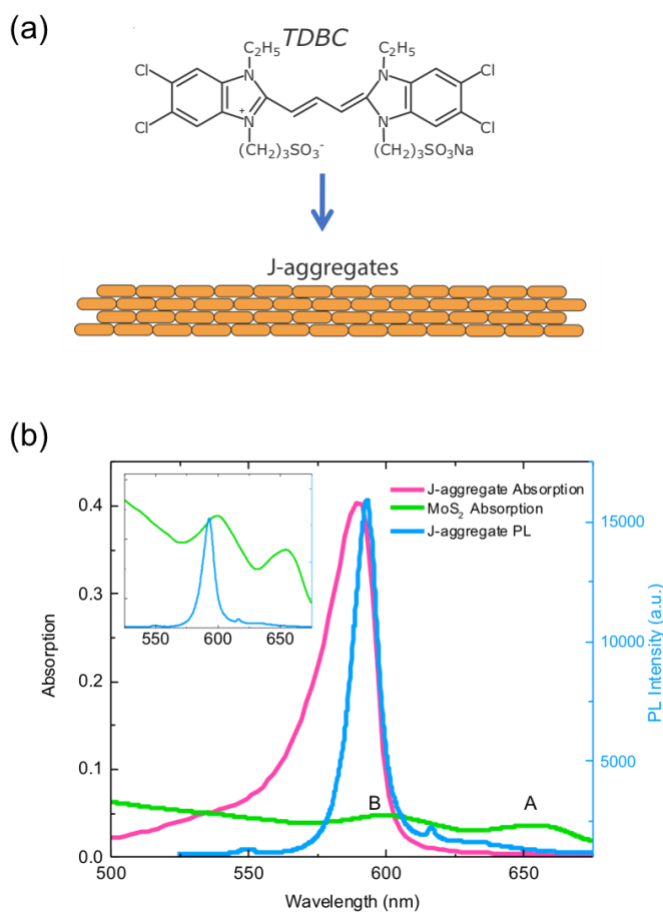 (a)
TDBC
C₂H₅ C₂H₅
Cl N N Cl
Cl N⁺ N Cl
(CH₂)₃SO₃⁻ (CH₂)₃SO₃Na
J-aggregates
(b)
J-aggregate Absorption
MoS₂ Absorption
J-aggregate PL
0.4
0.3
0.2
0.1
0.0
Absorption
15000
10000
5000
PL Intensity (a.u.)
550 600 650
B A
500 550 600 650
Wavelength (nm)